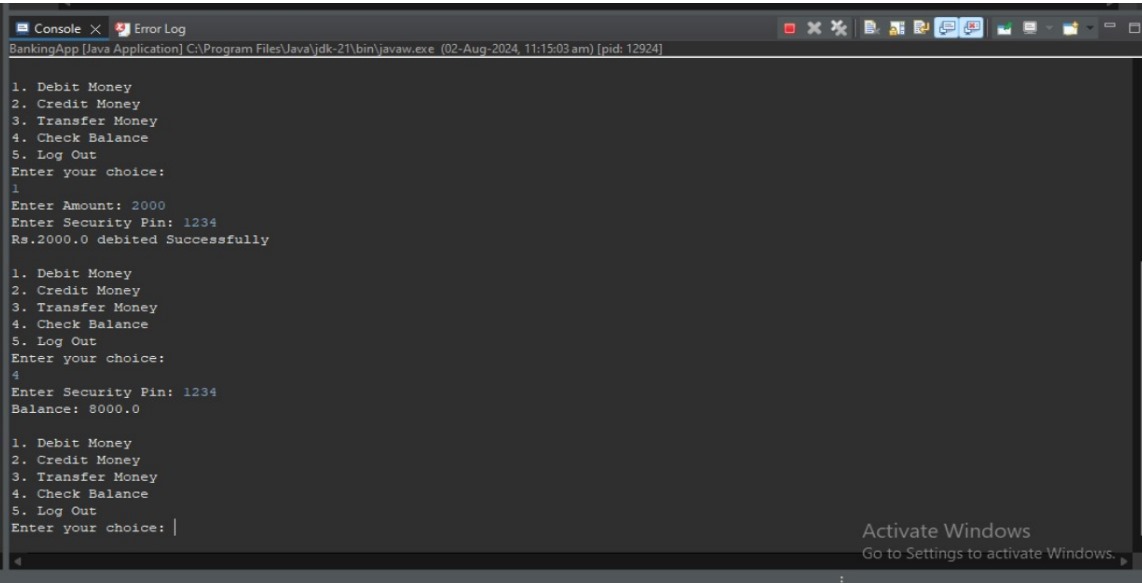 Console
Error Log
BankingApp [Java Application] C:\Program Files\Java\jdk-21\bin\javaw.exe (02-Aug-2024, 11:15:03 am) [pid: 12924]
1. Debit Money
2. Credit Money
3. Transfer Money
4. Check Balance
5. Log Out
Enter your choice:
1
Enter Amount: 2000
Enter Security Pin: 1234
Rs.2000.0 debited Successfully
1. Debit Money
2. Credit Money
3. Transfer Money
4. Check Balance
5. Log Out
Enter your choice:
4
Enter Security Pin: 1234
Balance: 8000.0
1. Debit Money
2. Credit Money
3. Transfer Money
4. Check Balance
5. Log Out
Enter your choice:
Activate Windows
Go to Settings to activate Windows.